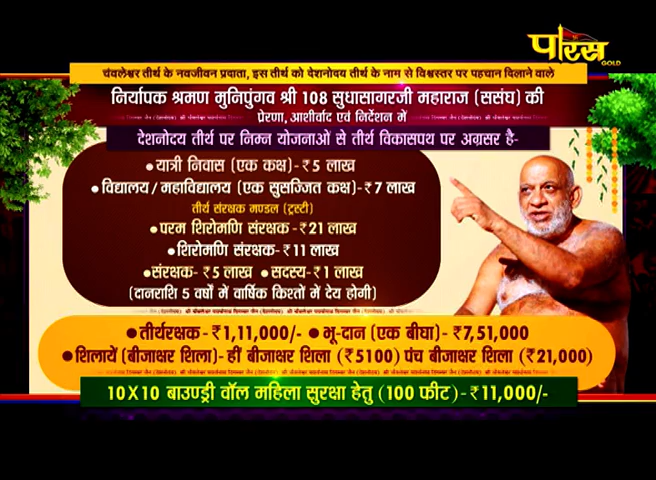 पारस
GOLD
चंवलेश्वर तीर्थ के नवजीवन प्रदाता, इस तीर्थ को देशनोदय तीर्थ के नाम से विश्वस्तर पर पहचान दिलाने वाले
निर्यापक श्रमण मुनिपुंगव श्री 108 सुधासागरजी महाराज (ससंघ) की
प्रेरणा, आशीर्वाद एवं निर्देशन में
देशनोदय तीर्थ पर निम्न योजनाओं से तीर्थ विकासपथ पर अग्रसर है-
• यात्री निवास (एक कक्ष)- ₹5 लाख
• विद्यालय/महाविद्यालय (एक सुसज्जित कक्ष)- ₹7 लाख
तीर्थ संरक्षक मण्डल (ट्रस्टी)
• परम शिरोमणि संरक्षक - ₹21 लाख
• शिरोमणि संरक्षक- ₹11 लाख
• संरक्षक- ₹5 लाख • सदस्य- ₹1 लाख
(दानराशि 5 वर्षों में वार्षिक किश्तों में देय होगी)
• तीर्थरक्षक- ₹1,11,000/- • भू-दान (एक बीघा)- ₹7,51,000
• शिलायें (बीजाक्षर शिला)- हीं बीजाक्षर शिला (₹5100) पंच बीजाक्षर शिला (₹21,000)
10X10 बाउण्ड्री वॉल महिला सुरक्षा हेतु (100 फीट)- ₹11,000/-